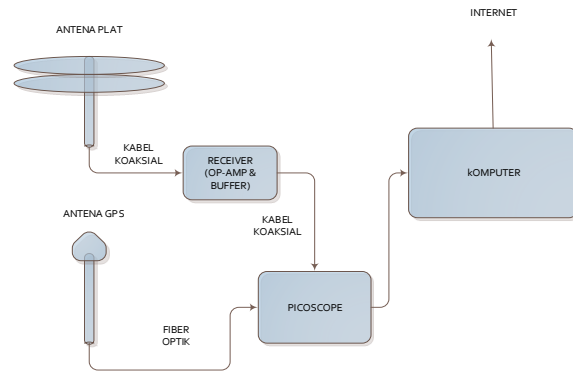 INTERNET
ANTENA PLAT
KABEL
KOAKSIAL
RECEIVER
(OP-AMP &
BUFFER)
kOMPUTER
ANTENA GPS
KABEL
KOAKSIAL
PICOSCOPE
FIBER
OPTIK